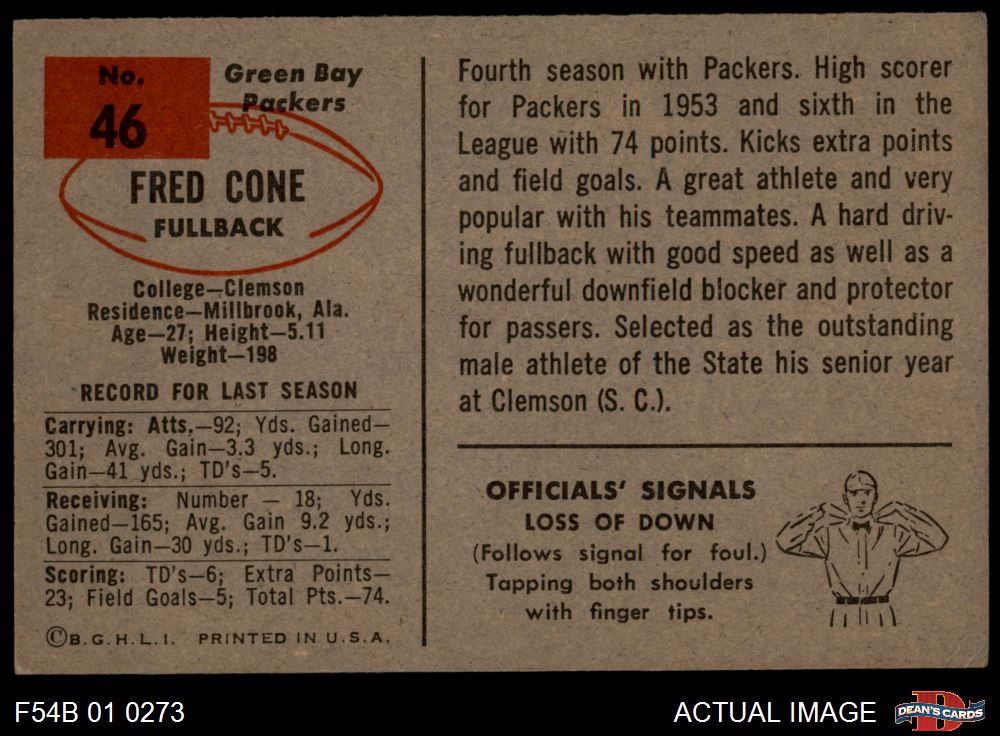 No.
46
Green Bay
Packers
FRED CONE
FULLBACK
College—Clemson
Residence—Millbrook, Ala.
Age—27; Height—5.11
Weight—198
RECORD FOR LAST SEASON
Carrying: Atts.—92; Yds. Gained—
301; Avg. Gain—3.3 yds.; Long.
Gain—41 yds.; TD's—5.
Receiving: Number — 18; Yds.
Gained—165; Avg. Gain 9.2 yds.;
Long. Gain—30 yds.; TD's—1.
Scoring: TD's—6; Extra Points—
23; Field Goals—5; Total Pts.—74.
©B.G.H.L.I. PRINTED IN U.S.A.
Fourth season with Packers. High scorer
for Packers in 1953 and sixth in the
League with 74 points. Kicks extra points
and field goals. A great athlete and very
popular with his teammates. A hard driv-
ing fullback with good speed as well as a
wonderful downfield blocker and protector
for passers. Selected as the outstanding
male athlete of the State his senior year
at Clemson (S. C.).
OFFICIALS' SIGNALS
LOSS OF DOWN
(Follows signal for foul.)
Tapping both shoulders
with finger tips.
F54B 01 0273
ACTUAL IMAGE
D
DEAN'S CARDS